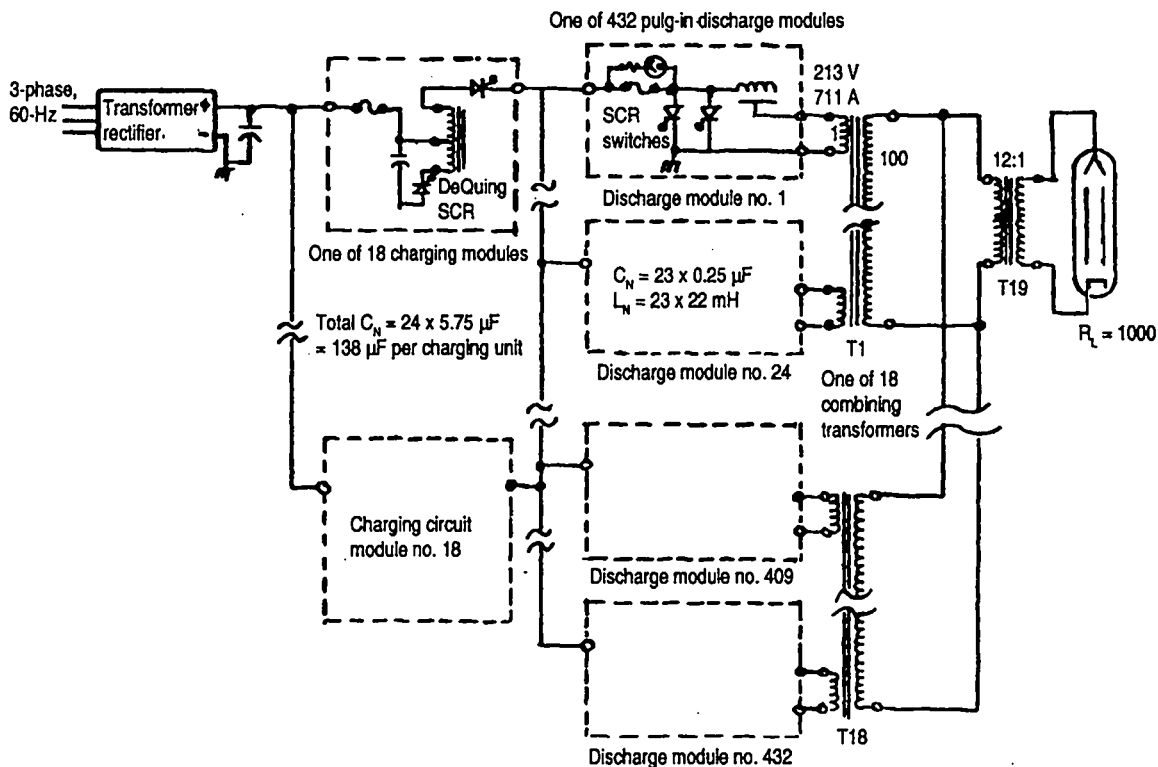 One of 432 pulg-in-discharge modules
3-phase,
60-Hz
Transformer
rectifier.
+
-
DeQuing
SCR
One of 18 charging modules
SCR
switches
213 V
711 A
1
100
Discharge module no. 1
12:1
T19
R_L = 1000
C_N = 23 x 0.25 µF
L_N = 23 x 22 mH
Discharge module no. 24
T1
One of 18
combining
transformers
Total C_N = 24 x 5.75 µF
= 138 µF per charging unit
Charging circuit
module no. 18
Discharge module no. 409
Discharge module no. 432
T18